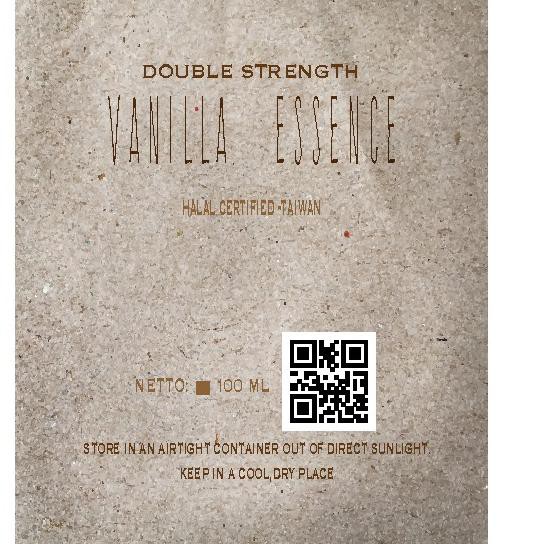 DOUBLE STRENGTH
VANILLA ESSENCE
HALAL CERTIFIED -TAIWAN
NETTO: ■ 100 ML
STORE IN AN AIRTIGHT CONTAINER OUT OF DIRECT SUNLIGHT.
KEEP IN A COOL,DRY PLACE